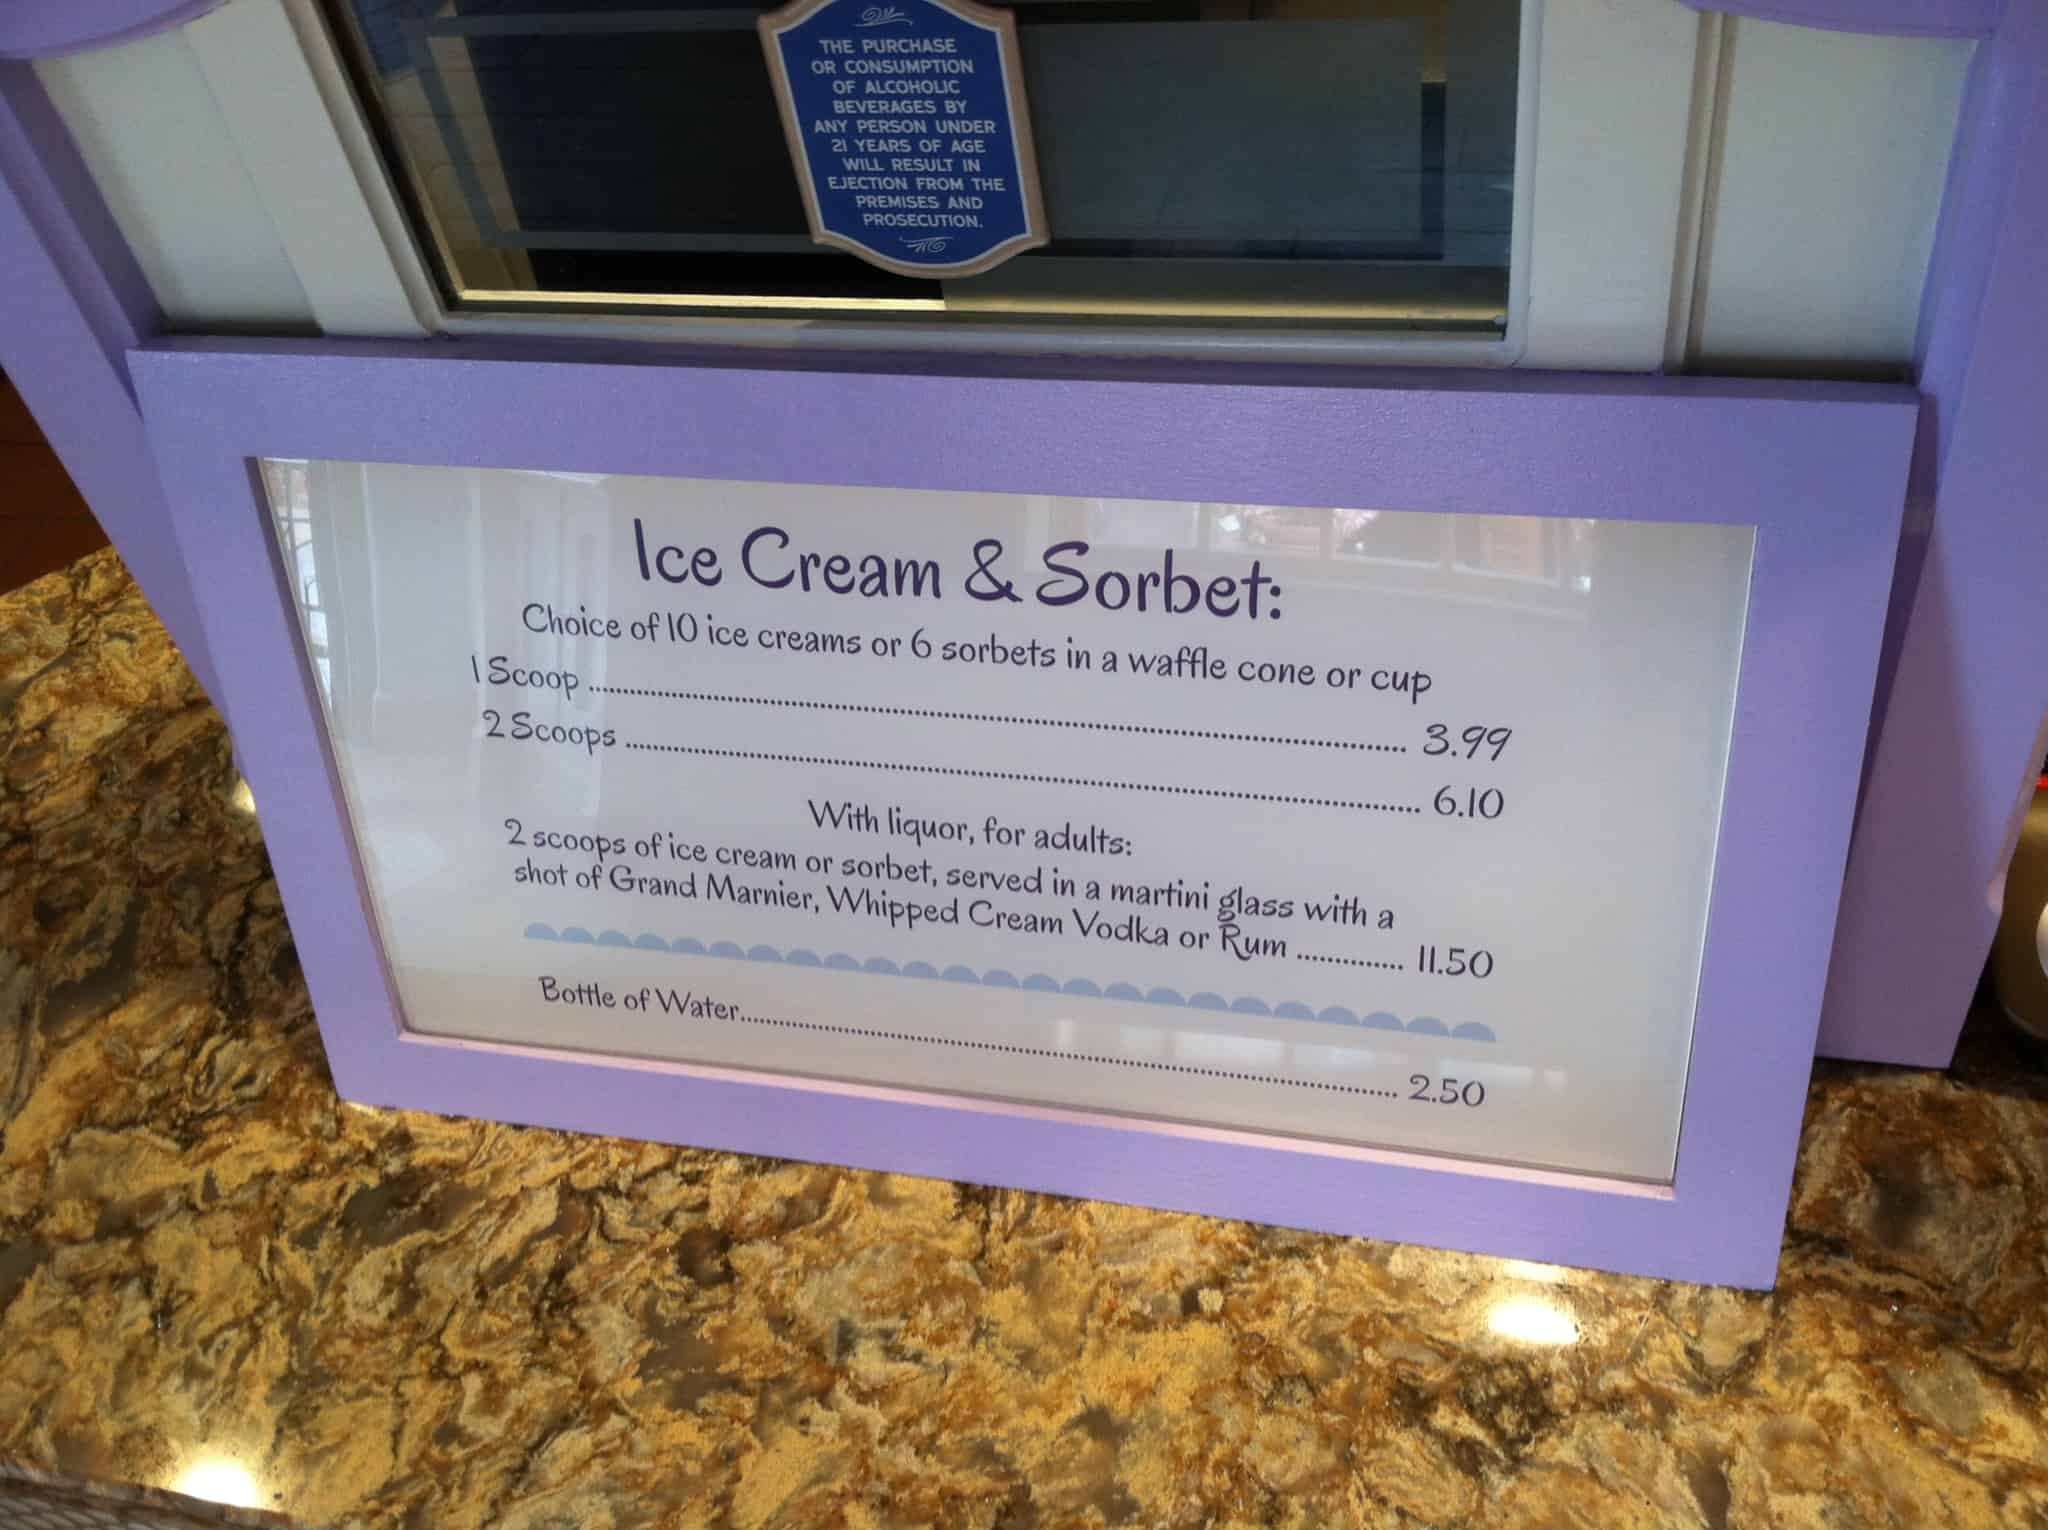 THE PURCHASE
OR CONSUMPTION
OF ALCOHOLIC
BEVERAGES BY
ANY PERSON UNDER
21 YEARS OF AGE
WILL RESULT IN
EJECTION FROM THE
PREMISES AND
PROSECUTION.
Ice Cream & Sorbet:
Choice of 10 ice creams or 6 sorbets in a waffle cone or cup
1 Scoop ........................ 3.99
2 Scoops ........................ 6.10
With liquor, for adults:
2 scoops of ice cream or sorbet, served in a martini glass with a
shot of Grand Marnier, Whipped Cream Vodka or Rum ............. 11.50
Bottle of Water........................ 2.50